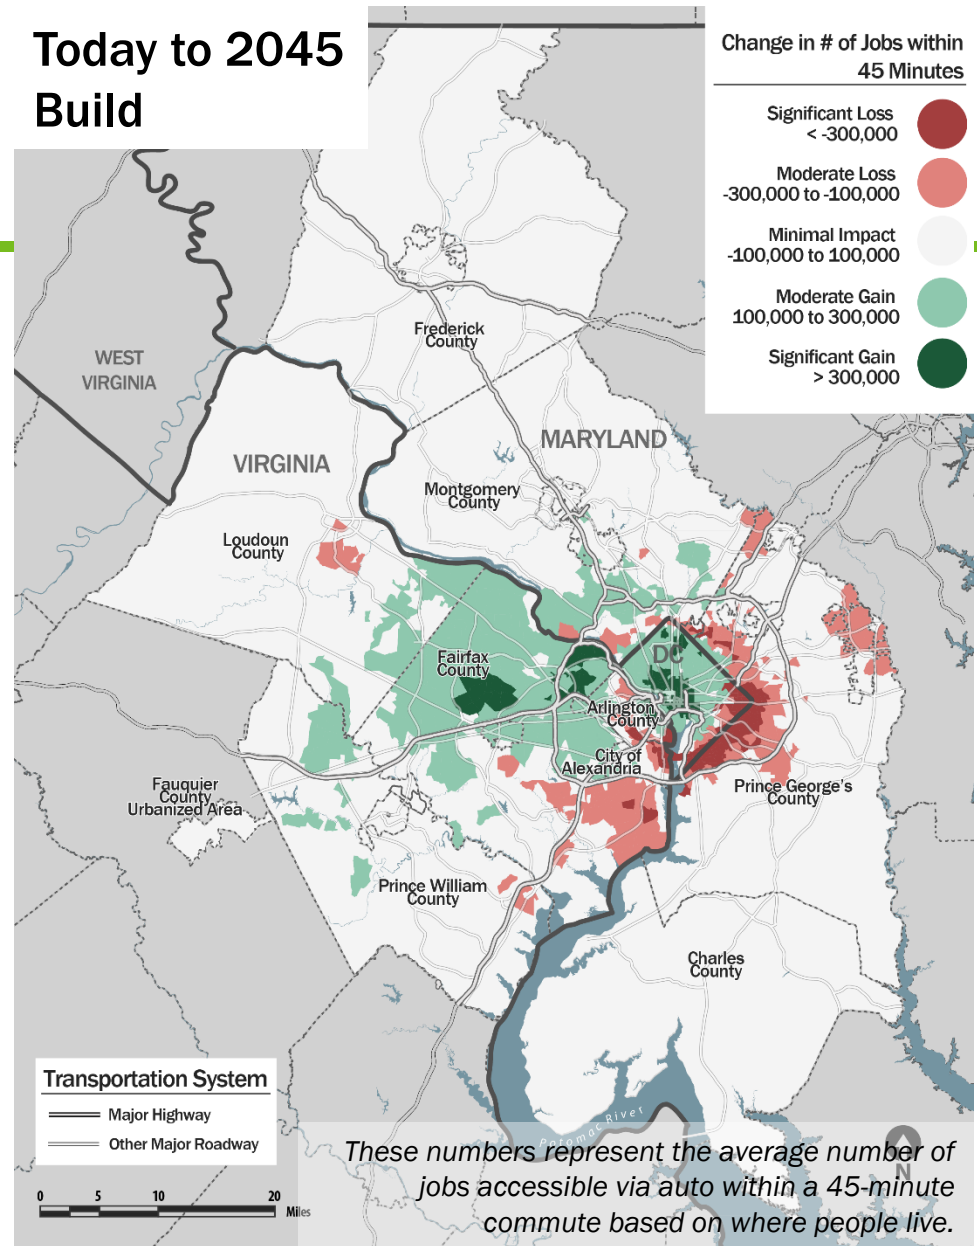 Today to 2045
Build
Change in # of Jobs within
45 Minutes
Significant Loss
< -300,000
Moderate Loss
-300,000 to -100,000
Minimal Impact
-100,000 to 100,000
Moderate Gain
100,000 to 300,000
Significant Gain
> 300,000
Frederick
County
WEST
VIRGINIA
MARYLAND
VIRGINIA
Montgomery
County
Loudoun
County
DC
Fairfax
County
Arlington
County
City of
Alexandria
Prince George's
County
Fauquier
County
Urbanized Area
Prince William
County
Charles
County
Transportation System
Major Highway
Other Major Roadway
Potomac River
N
0 5 10 20
Miles
These numbers represent the average number of
jobs accessible via auto within a 45-minute
commute based on where people live.